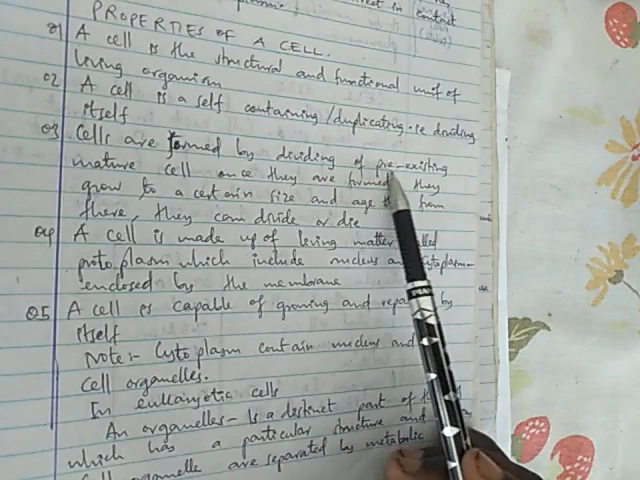 direct in contact
PROPERTIES OF A CELL.
01 A cell is the structural and functional unit of
living organism
02 A cell is a self containing/duplicating.ie dividing
itself
03 Cells are formed by dividing of pre-existing
mature cell once they are formed they
grow to a certain size and age from
there, they can divide or die
04 A cell is made up of living matter called
protoplasm which include nucleus
enclosed by the membrane
05 A cell is capable of growing and by
itself
Note:- Cytoplasm contain nucleus and
cell organelles.
In eukaryotic cells
An organelles- Is a distinct part of
which has a particular structure and
organelle are separated by metabolic